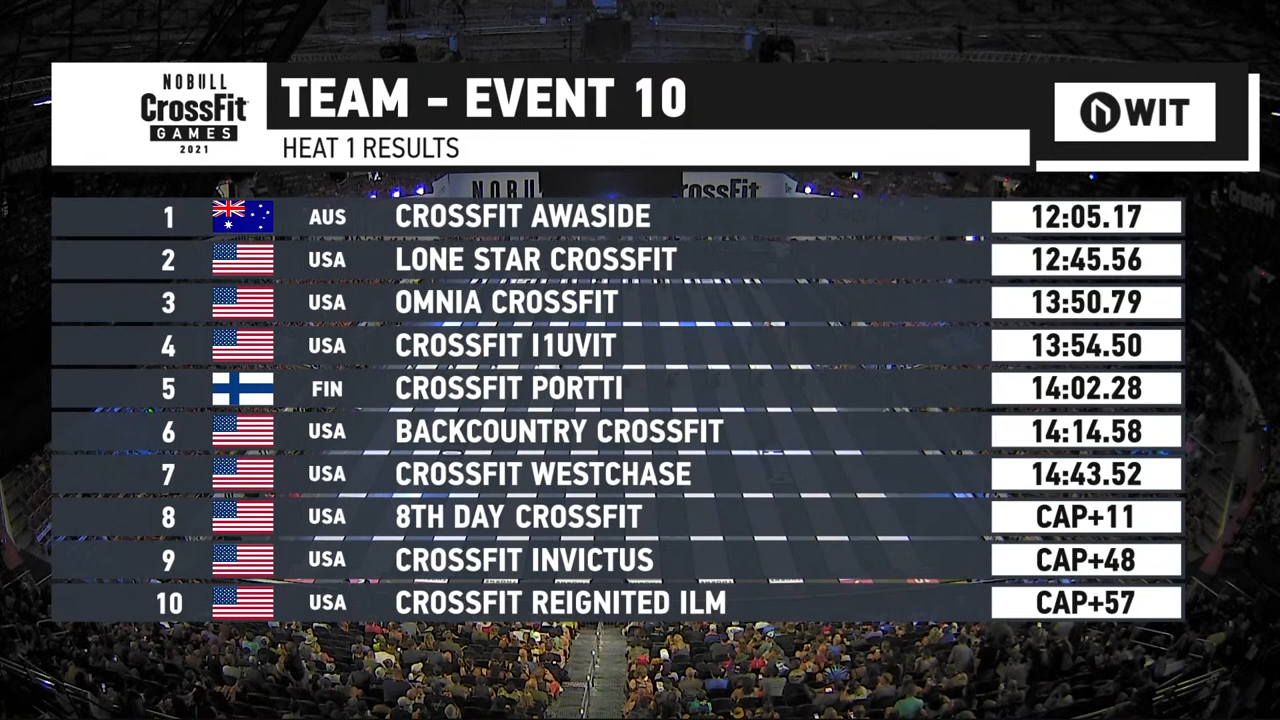 NOBULL
CrossFit
GAMES
2021
TEAM – EVENT 10
HEAT 1 RESULTS
WIT
NOBU
rossFit
1 AUS CROSSFIT AWASIDE 12:05.17
2 USA LONE STAR CROSSFIT 12:45.56
3 USA OMNIA CROSSFIT 13:50.79
4 USA CROSSFIT I1UVIT 13:54.50
5 FIN CROSSFIT PORTTI 14:02.28
6 USA BACKCOUNTRY CROSSFIT 14:14.58
7 USA CROSSFIT WESTCHASE 14:43.52
8 USA 8TH DAY CROSSFIT CAP+11
9 USA CROSSFIT INVICTUS CAP+48
10 USA CROSSFIT REIGNITED ILM CAP+57